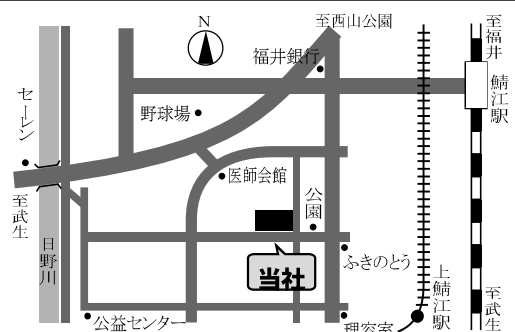 N
至西山公園
至福井
福井銀行
鯖江駅
セーレン
野球場
医師会館
公園
至武生
日野川
当社
ふきのとう
上鯖江駅
至武生
公益センター
理容室